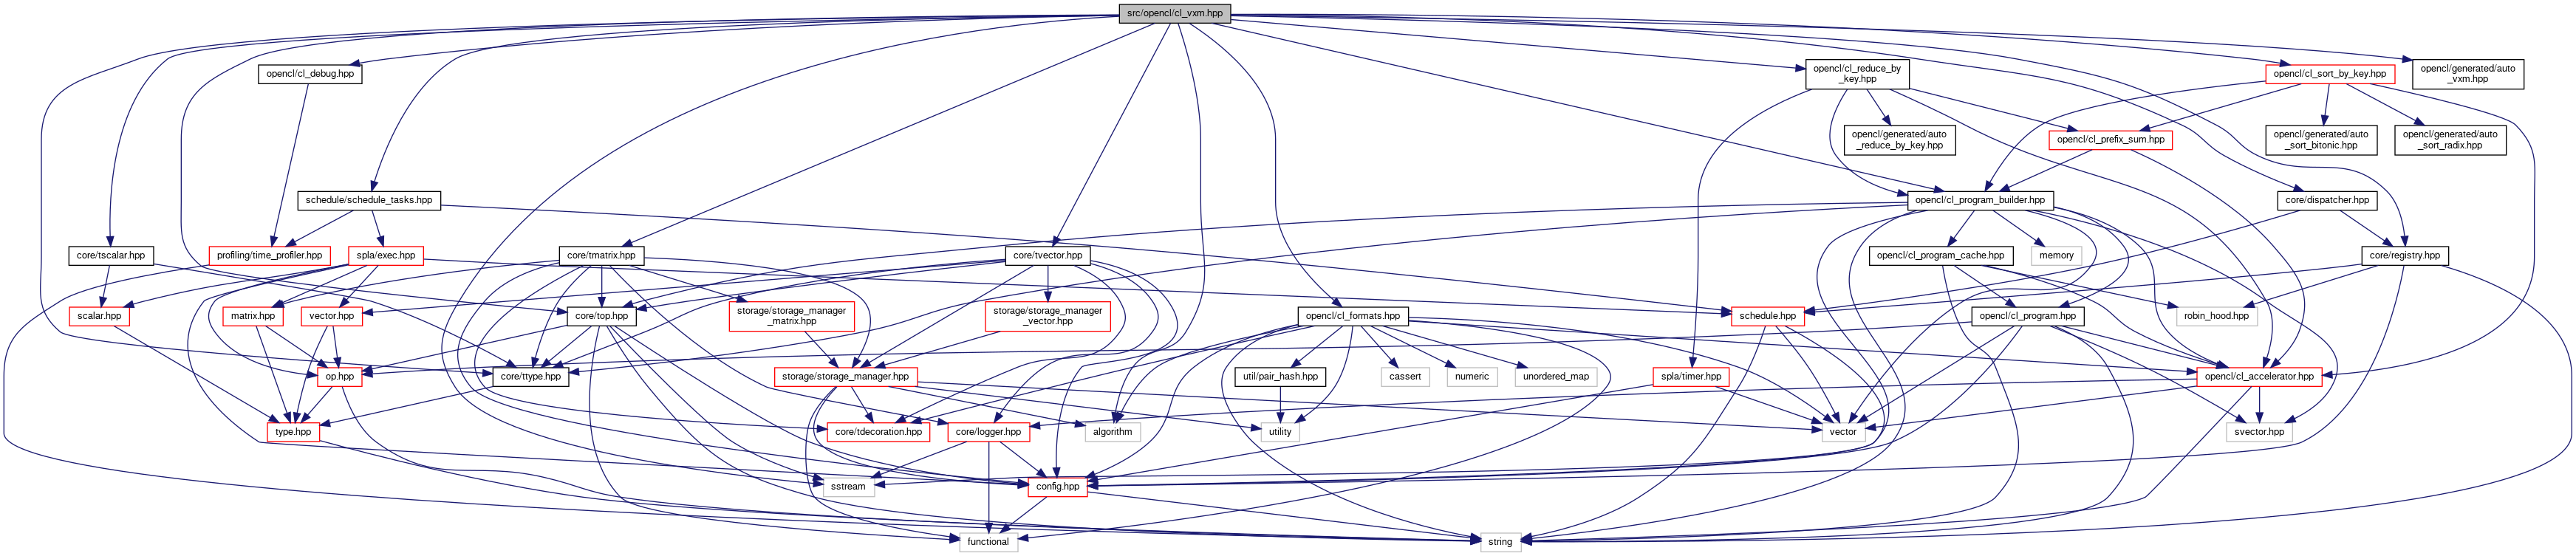 src/opencl/cl_vxm.hpp
opencl/cl_debug.hpp
opencl/cl_reduce_by
_key.hpp
opencl/cl_sort_by_key.hpp
opencl/generated/auto
_vxm.hpp
opencl/generated/auto
_reduce_by_key.hpp
opencl/cl_prefix_sum.hpp
opencl/generated/auto
_sort_bitonic.hpp
opencl/generated/auto
_sort_radix.hpp
schedule/schedule_tasks.hpp
opencl/cl_program_builder.hpp
core/dispatcher.hpp
core/tscalar.hpp
profiling/time_profiler.hpp
spla/exec.hpp
core/tmatrix.hpp
core/tvector.hpp
opencl/cl_program_cache.hpp
memory
core/registry.hpp
scalar.hpp
matrix.hpp
vector.hpp
core/top.hpp
storage/storage_manager
_matrix.hpp
storage/storage_manager
_vector.hpp
opencl/cl_formats.hpp
schedule.hpp
opencl/cl_program.hpp
robin_hood.hpp
op.hpp
core/ttype.hpp
storage/storage_manager.hpp
util/pair_hash.hpp
cassert
numeric
unordered_map
spla/timer.hpp
opencl/cl_accelerator.hpp
type.hpp
core/tdecoration.hpp
core/logger.hpp
algorithm
utility
vector
svector.hpp
sstream
config.hpp
functional
string